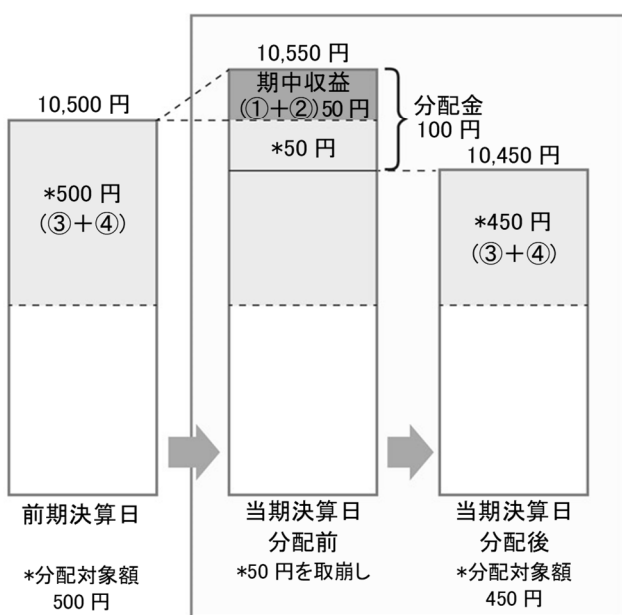 10,500 円
*500 円
(③＋④)
前期決算日
*分配対象額
500 円
10,550 円
期中収益
(①＋②)50 円
*50 円
分配金
100 円
当期決算日
分配前
*50 円を取崩し
10,450 円
*450 円
(③＋④)
当期決算日
分配後
*分配対象額
450 円